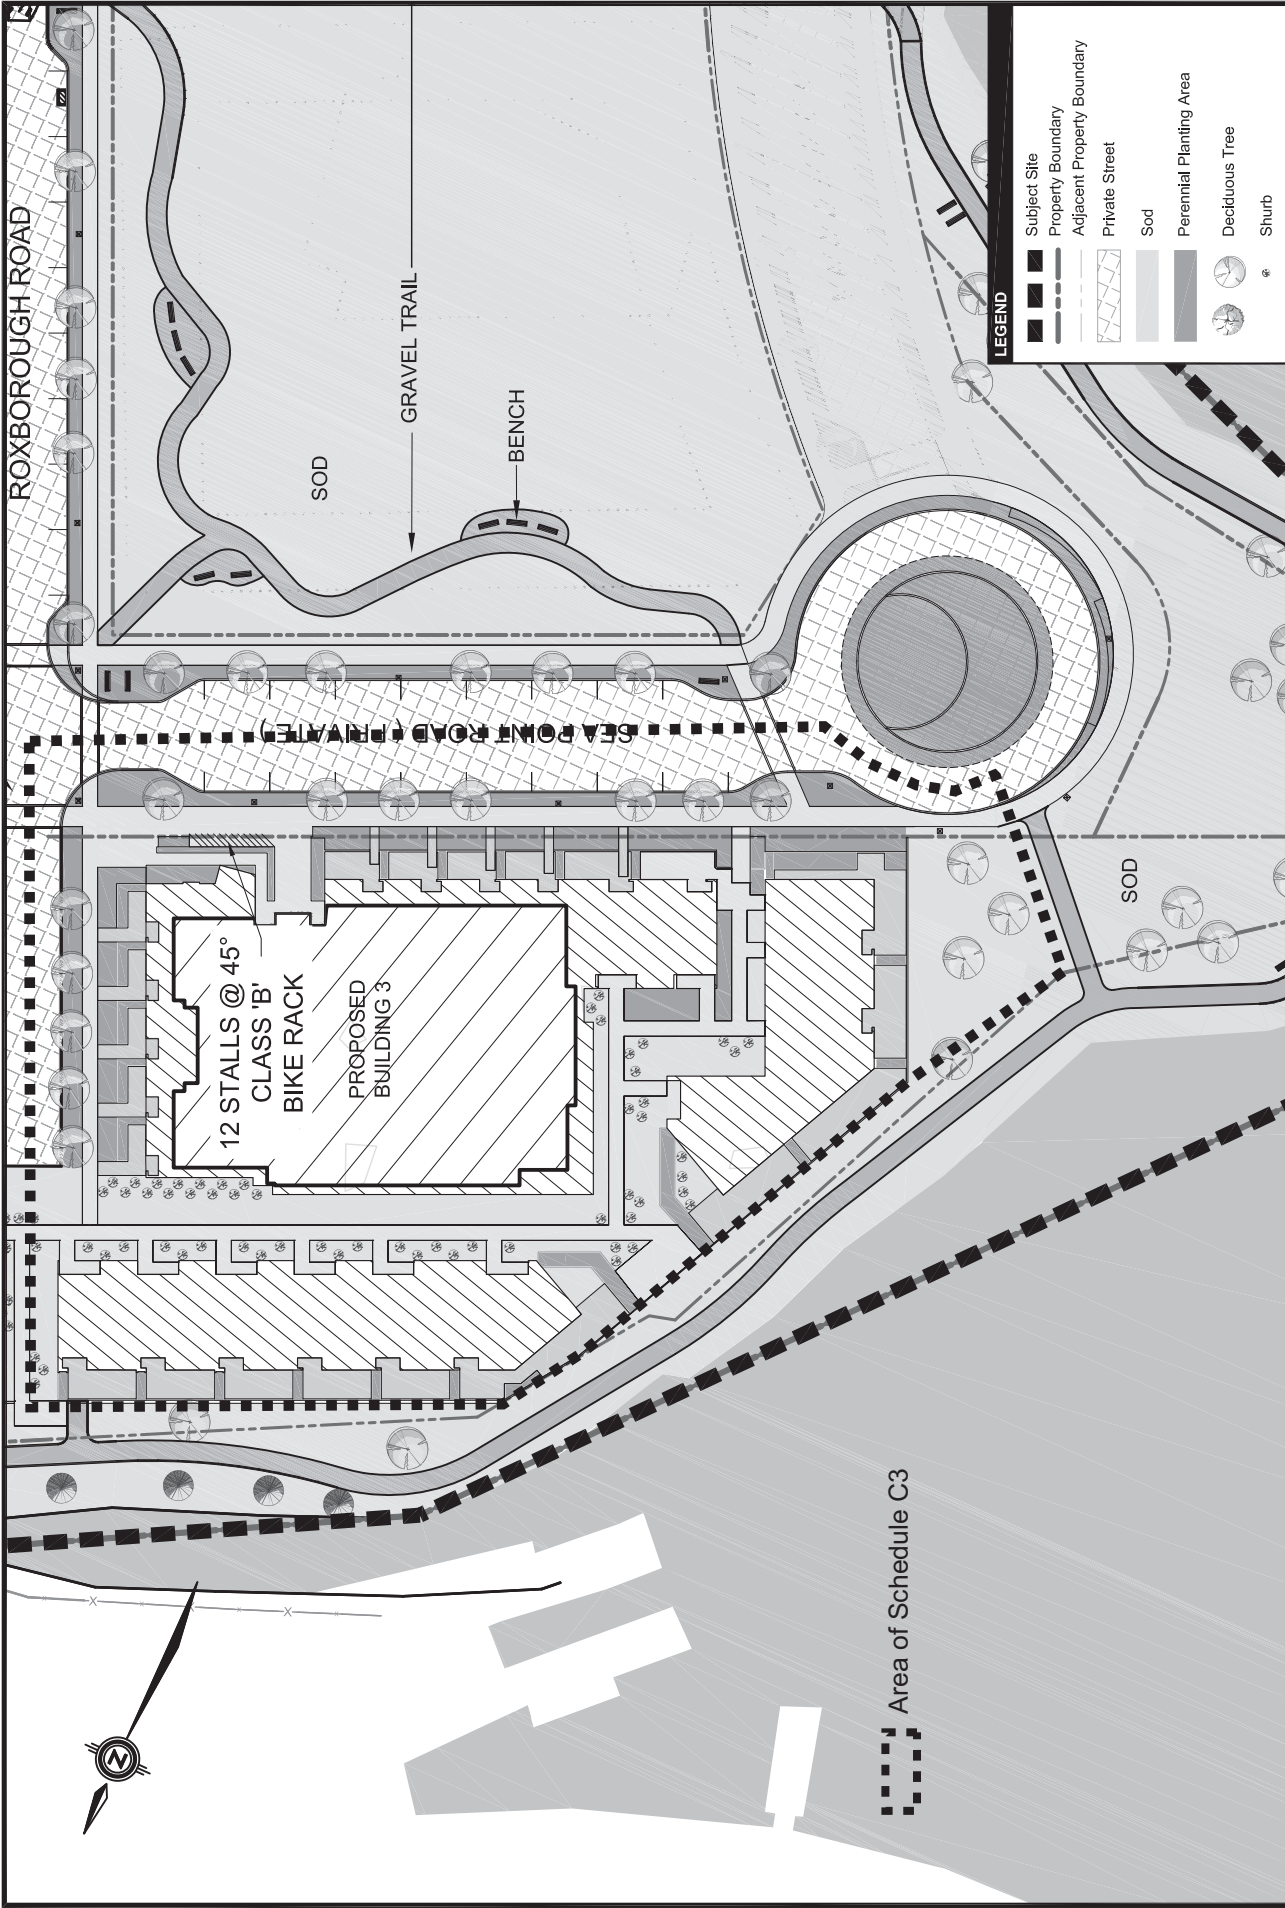 ROXBOROUGH ROAD
SOD
GRAVEL TRAIL
BENCH
SEA POINT ROAD (PRIVATE)
12 STALLS @ 45°
CLASS 'B'
BIKE RACK
PROPOSED
BUILDING 3
SOD
N
X
X
Area of Schedule C3
LEGEND
Subject Site
Property Boundary
Adjacent Property Boundary
Private Street
Sod
Perennial Planting Area
Deciduous Tree
Shurb